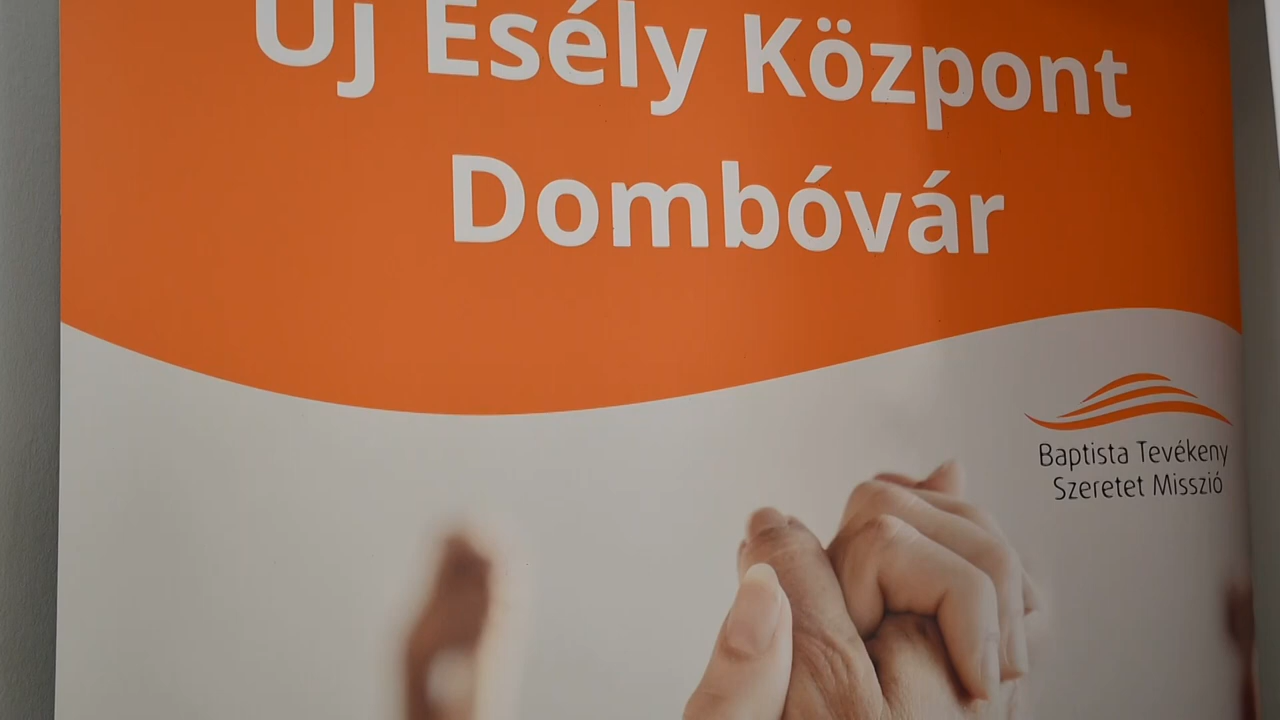 Új Esély Központ
Dombóvár
Baptista Tevékeny
Szeretet Misszió